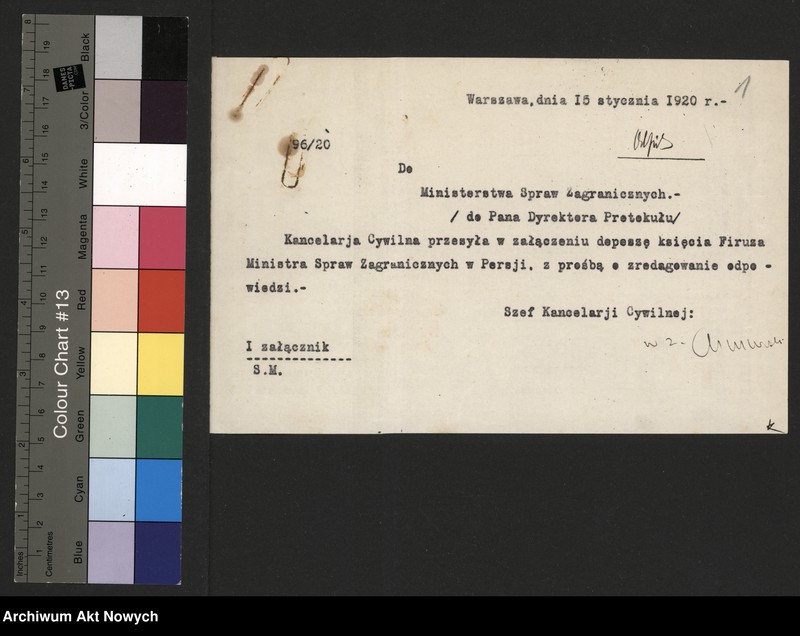 Warszawa, dnia 15 stycznia 1920 r.-
1
96/20
Odpis
Do
Ministerstwa Spraw Zagranicznych.-
/ do Pana Dyrektora Protokułu/
Kancelarja Cywilna przesyła w załączeniu depeszę księcia Firuza
Ministra Spraw Zagranicznych w Persji, z prośbą o zredagowanie odpo -
wiedzi.-
Szef Kancelarji Cywilnej:
w z.
I załącznik
S.M.
Colour Chart #13
Black
3/Color
White
Magenta
Red
Yellow
Green
Cyan
Blue
Inches
Centimetres
DANES
PICTA
Archiwum Akt Nowych